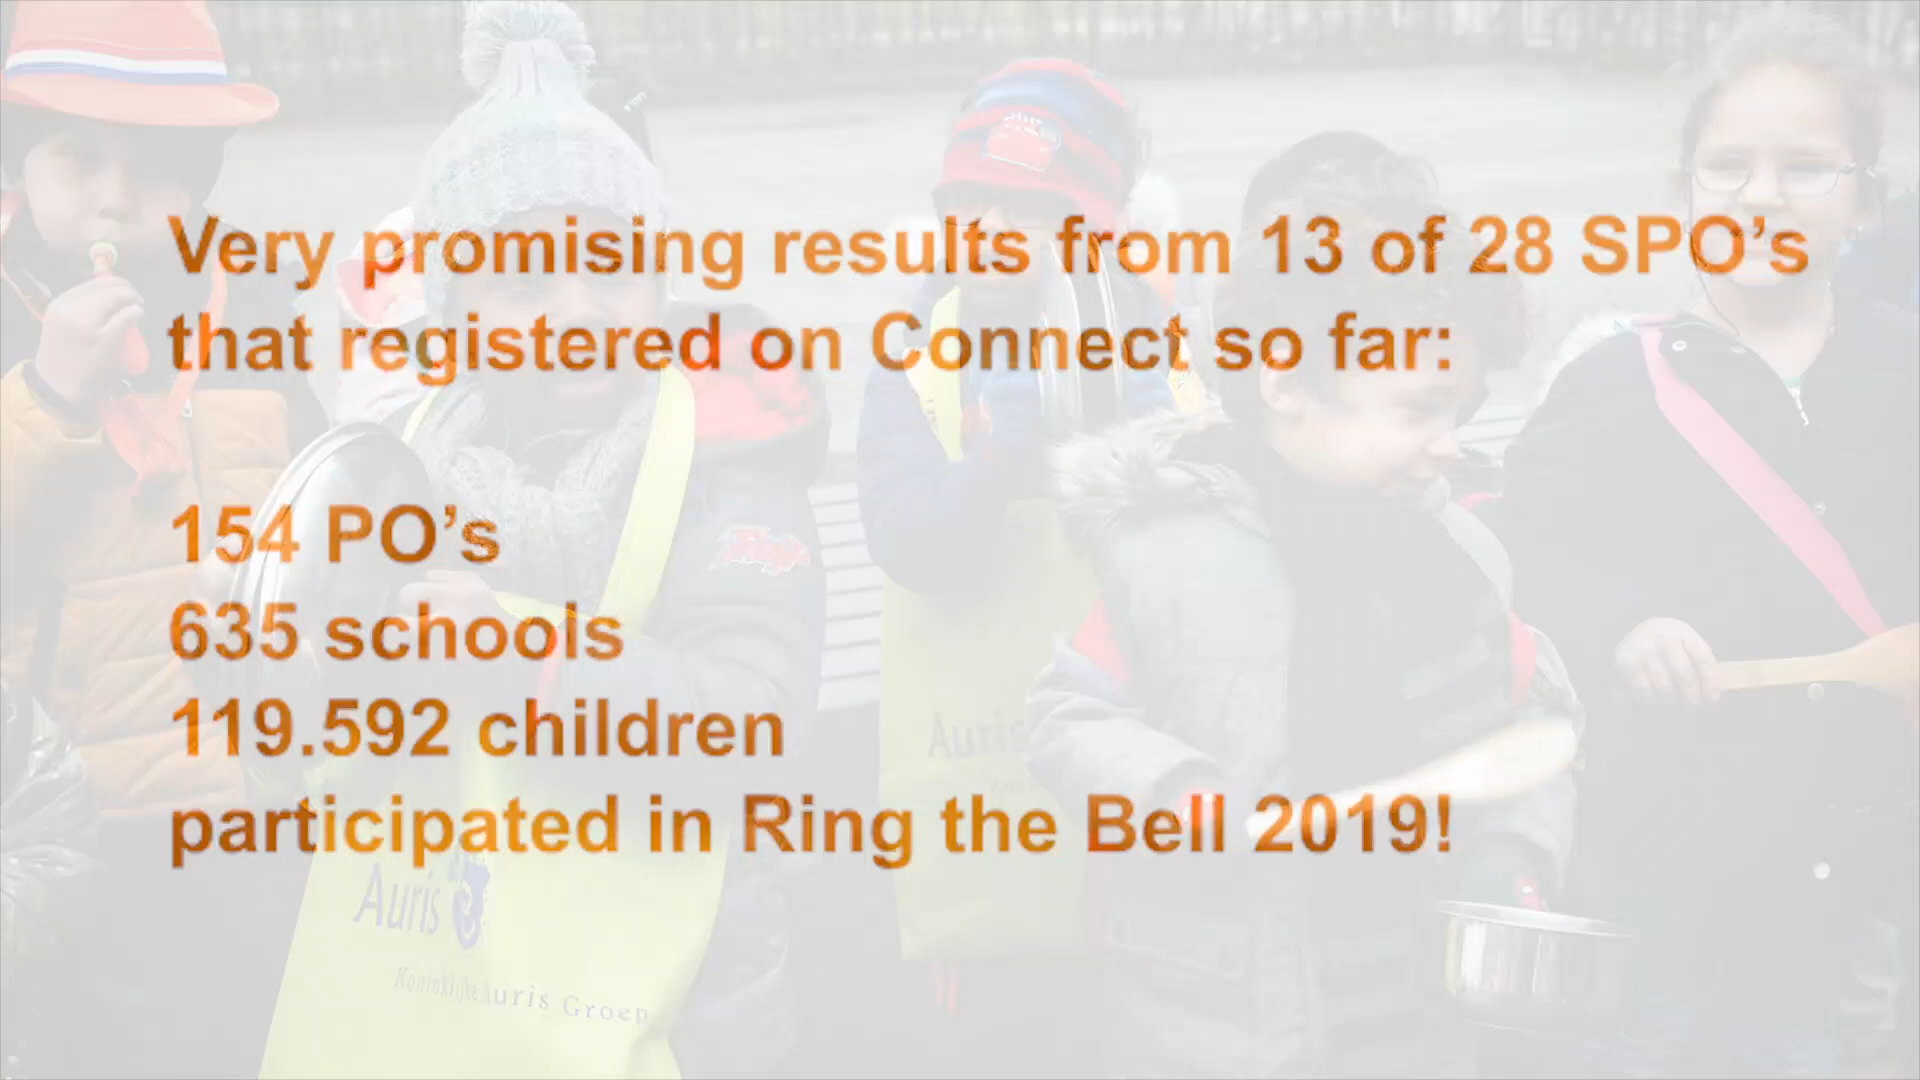 Very promising results from 13 of 28 SPO’s
that registered on Connect so far:
154 PO’s
635 schools
119.592 children
participated in Ring the Bell 2019!
Auris
Auris
Koninklijke Auris Groep